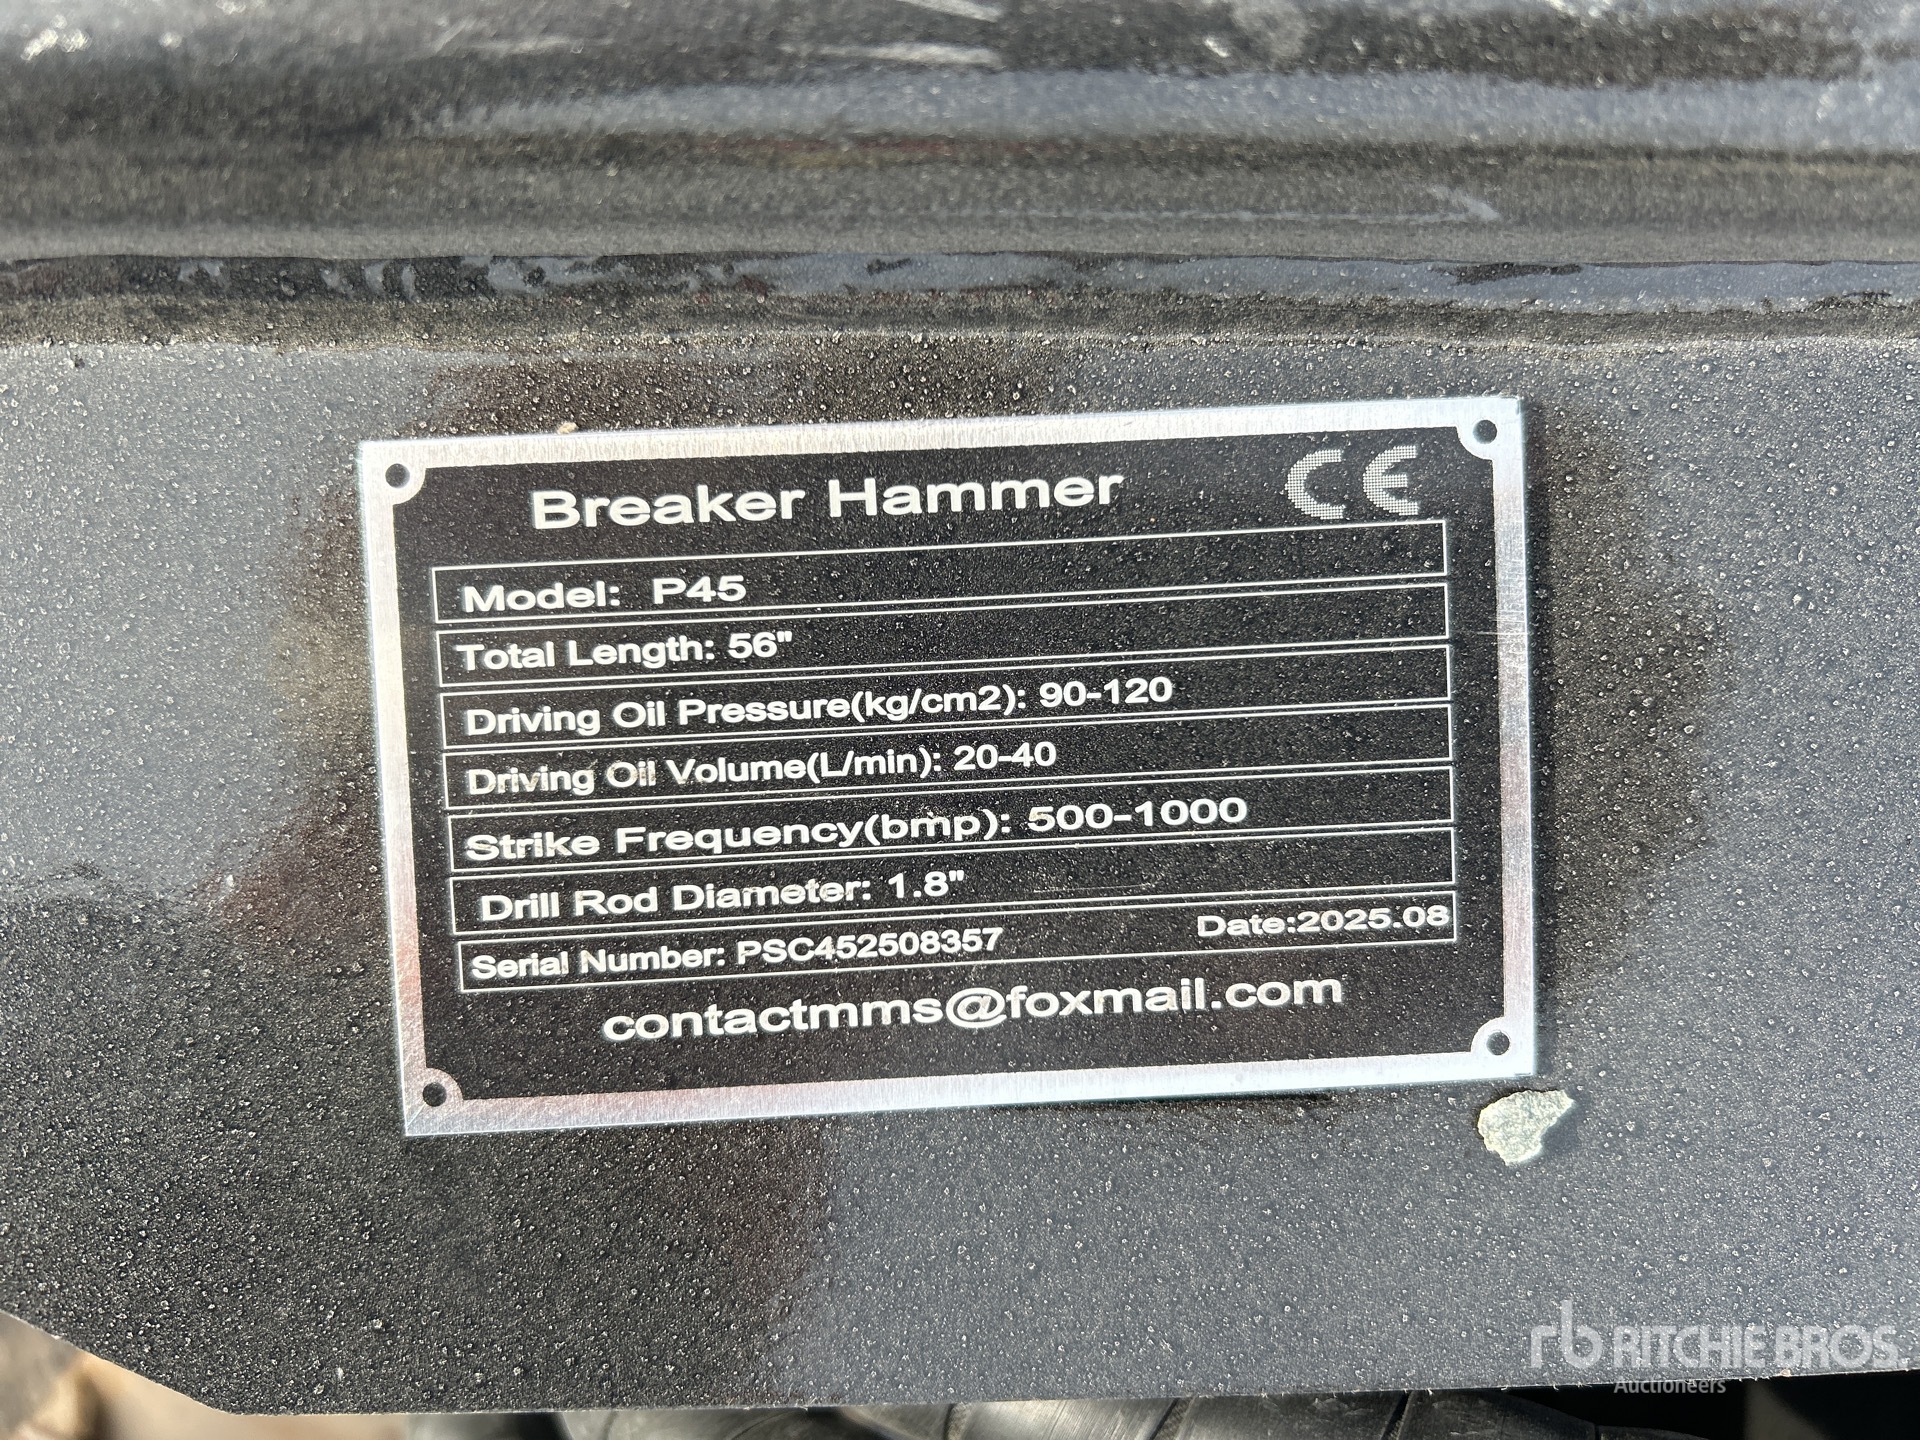 Breaker Hammer CE
Model: P45
Total Length: 56"
Driving Oil Pressure(kg/cm2): 90-120
Driving Oil Volume(L/min): 20-40
Strike Frequency(bmp): 500-1000
Drill Rod Diameter: 1.8"
Serial Number: PSC452508357 Date:2025.08
contactmms@foxmail.com
rb RITCHIE BROS.
Auctioneers